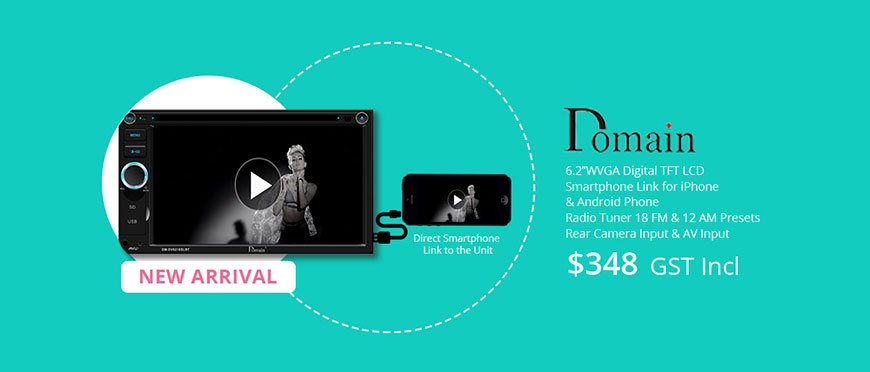 MENU
SD
USB
Domain
NEW ARRIVAL
Direct Smartphone
Link to the Unit
Domain
6.2"WVGA Digital TFT LCD
Smartphone Link for iPhone
& Android Phone
Radio Tuner 18 FM & 12 AM Presets
Rear Camera Input & AV Input
$348 GST Incl